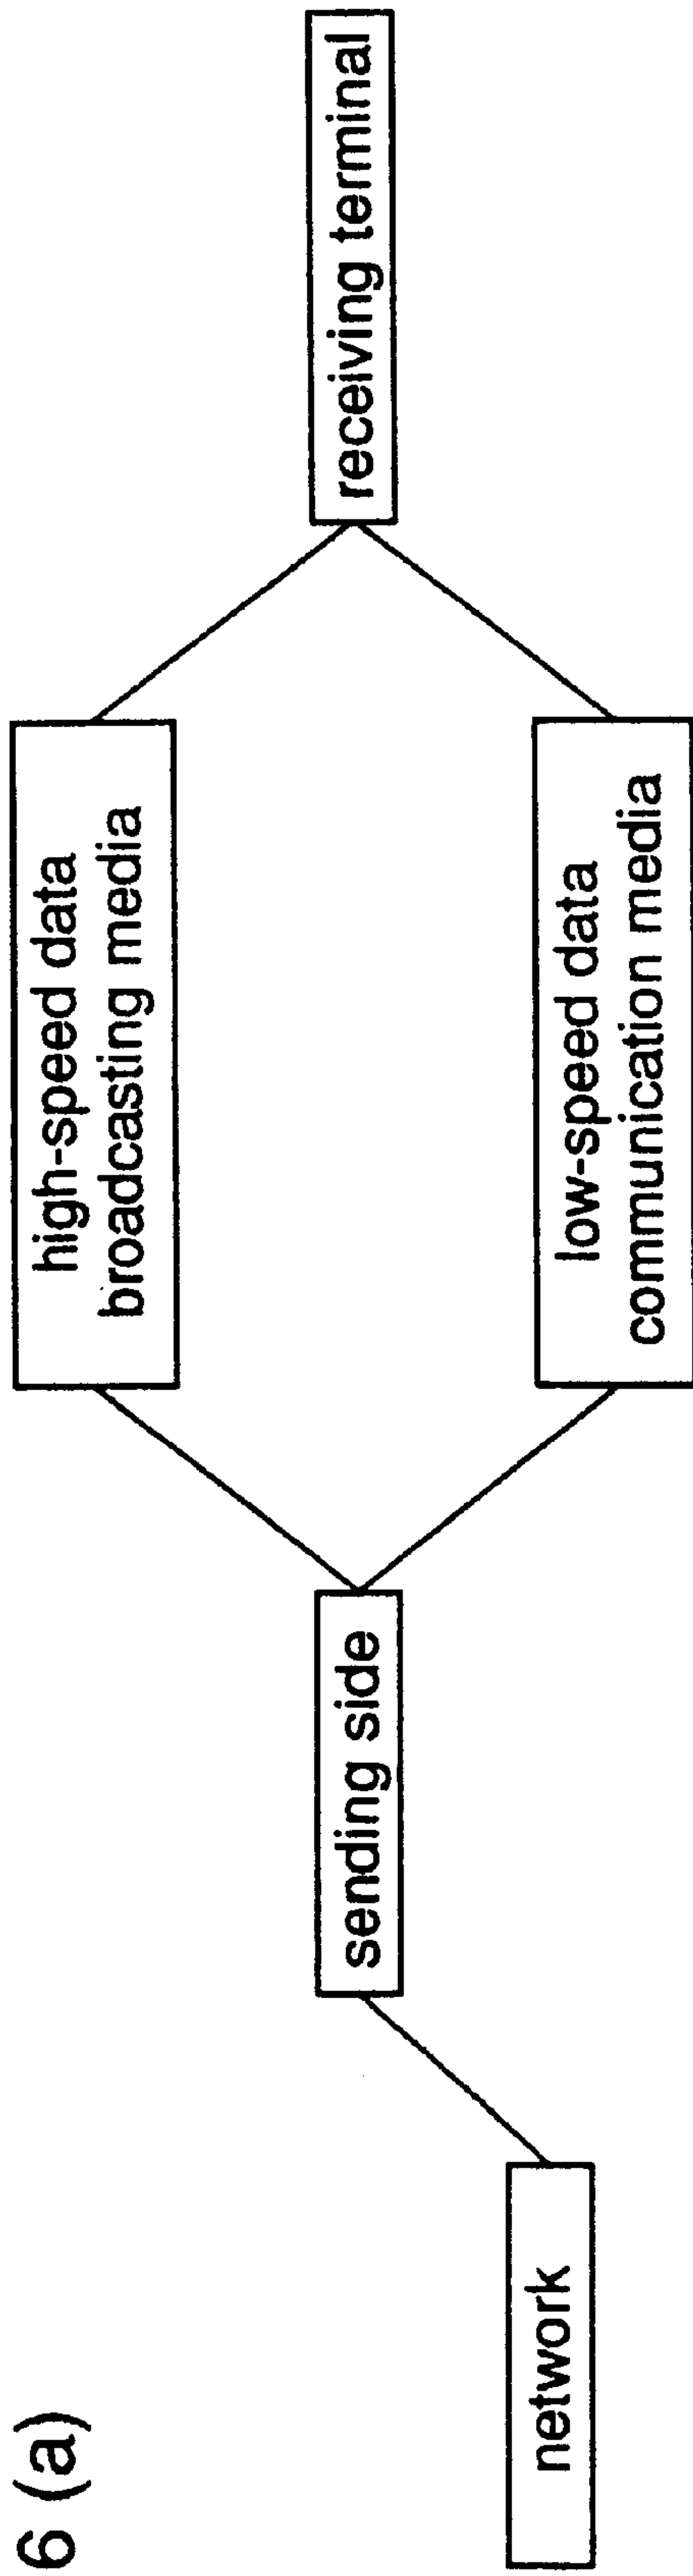 6 (a)
high-speed data
broadcasting media
receiving terminal
sending side
network
low-speed data
communication media